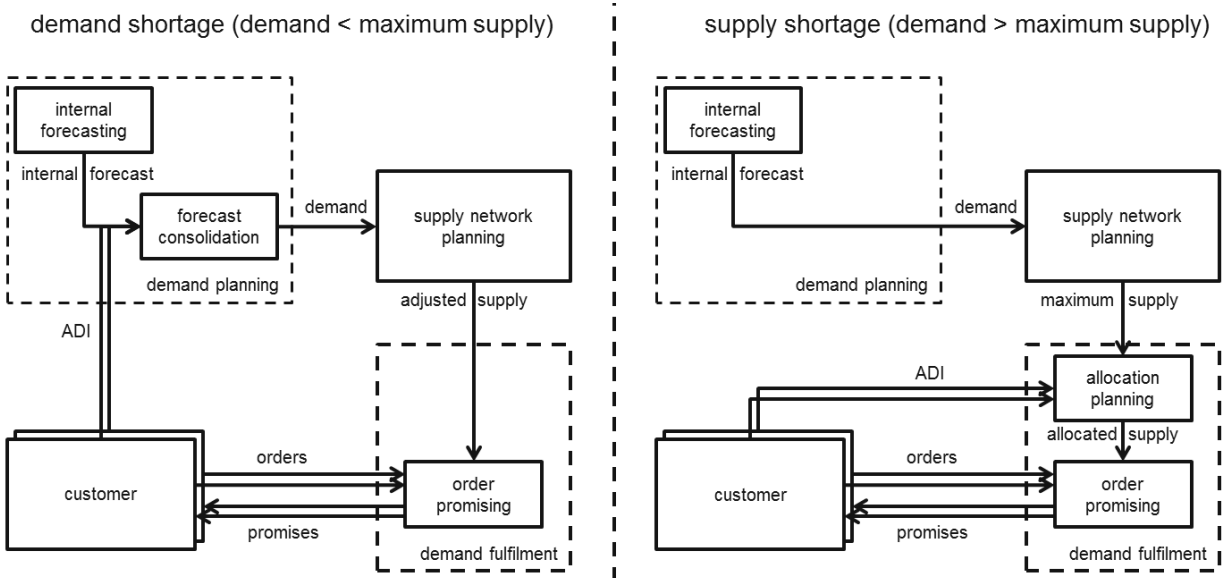 demand shortage (demand < maximum supply)
internal
forecasting
internal forecast
forecast
consolidation
demand
supply network
planning
demand planning
adjusted supply
ADI
customer
orders
order
promising
promises
demand fulfilment
supply shortage (demand > maximum supply)
internal
forecasting
internal forecast
demand
supply network
planning
demand planning
maximum supply
ADI
allocation
planning
allocated supply
customer
orders
order
promising
promises
demand fulfilment